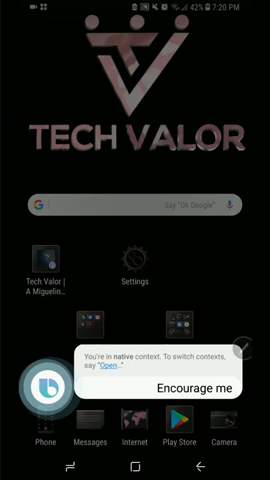 42% 7:20 PM
TECH VALOR
Say "Ok Google"
Tech Valor |
A Miguelin...
Settings
You're in native context. To switch contexts,
say "Open..."
Encourage me
Phone
Messages
Internet
Play Store
Camera